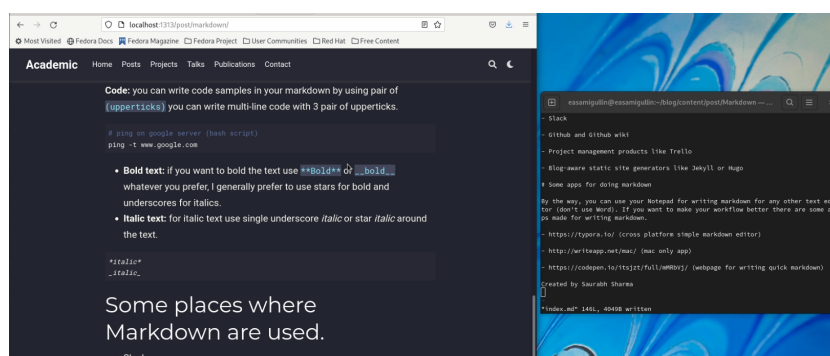 localhost:1313/post/markdown/
Most Visited Fedora Docs Fedora Magazine Fedora Project User Communities Red Hat Free Content
Academic Home Posts Projects Talks Publications Contact
Code: you can write code samples in your markdown by using pair of
(upperticks) you can write multi-line code with 3 pair of upperticks.
# ping on google server (bash script)
ping -t www.google.com
• Bold text: if you want to bold the text use **Bold** or __bold__
whatever you prefer, I generally prefer to use stars for bold and
underscores for italics.
• Italic text: for italic text use single underscore italic or star italic around
the text.
*italic*
_italic_
Some places where
Markdown are used.
easamigullin@easamigullin:~/blog/content/post/Markdown — ...
- Slack
- Github and Github wiki
- Project management products like Trello
- Blog-aware static site generators like Jekyll or Hugo
# Some apps for doing markdown
By the way, you can use your Notepad for writing markdown for any other text ed
tor (don't use Word). If you want to make your workflow better there are some a
ps made for writing markdown.
- https://typora.io/ (cross platform simple markdown editor)
- http://writeapp.net/mac/ (mac only app)
- https://codepen.io/itsjzt/full/mMRbYj/ (webpage for writing quick markdown)
Created by Saurabh Sharma
"index.md" 140L, 4049B written